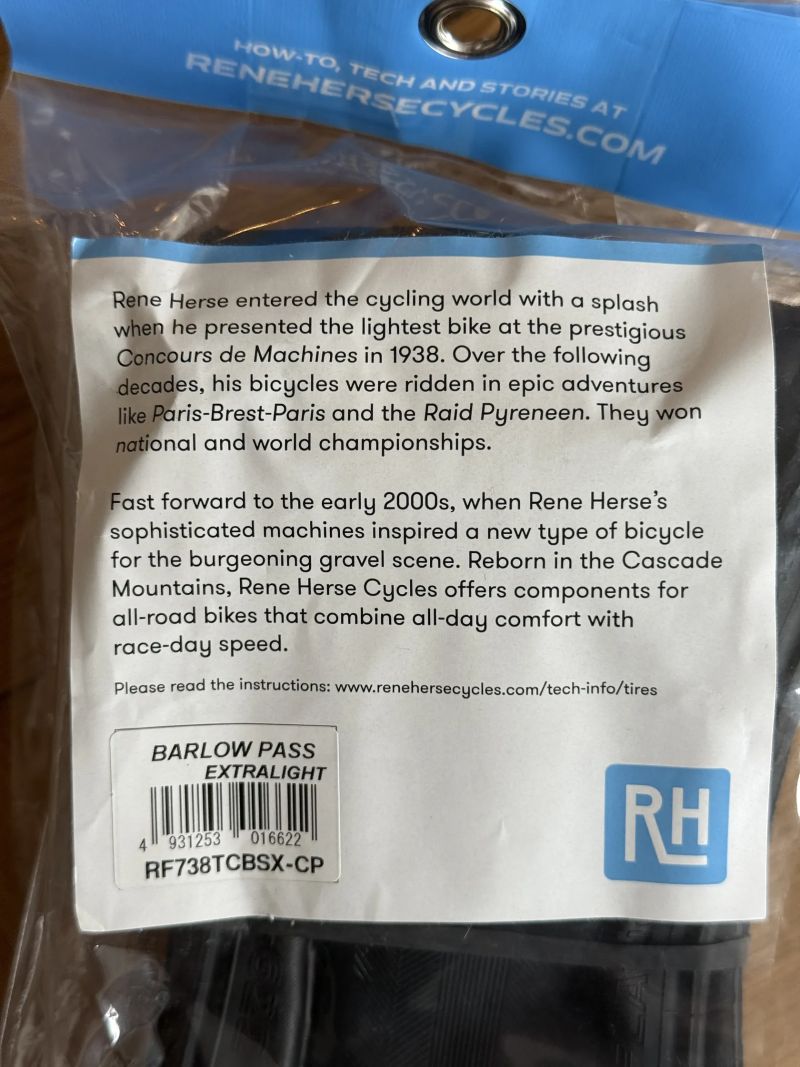 HOW-TO, TECH AND STORIES AT
RENEHERSECYCLES.COM
Rene Herse entered the cycling world with a splash
when he presented the lightest bike at the prestigious
Concours de Machines in 1938. Over the following
decades, his bicycles were ridden in epic adventures
like Paris-Brest-Paris and the Raid Pyreneen. They won
national and world championships.
Fast forward to the early 2000s, when Rene Herse's
sophisticated machines inspired a new type of bicycle
for the burgeoning gravel scene. Reborn in the Cascade
Mountains, Rene Herse Cycles offers components for
all-road bikes that combine all-day comfort with
race-day speed.
Please read the instructions: www.renehersecycles.com/tech-info/tires
BARLOW PASS
EXTRALIGHT
4 931253 016622
RF738TCBSX-CP
RH